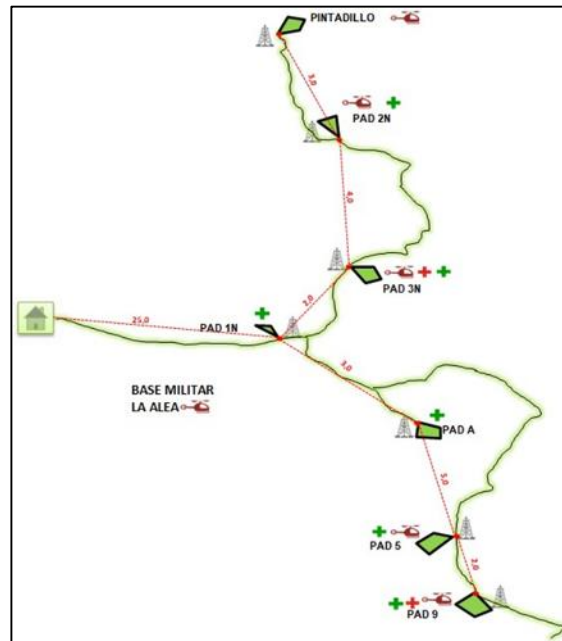 PINTADILLO
3,0
PAD 2N
4,0
PAD 3N
2,0
PAD 1N
25,0
3,0
BASE MILITAR
LA ALEA
PAD A
5,0
PAD 5
2,0
PAD 9